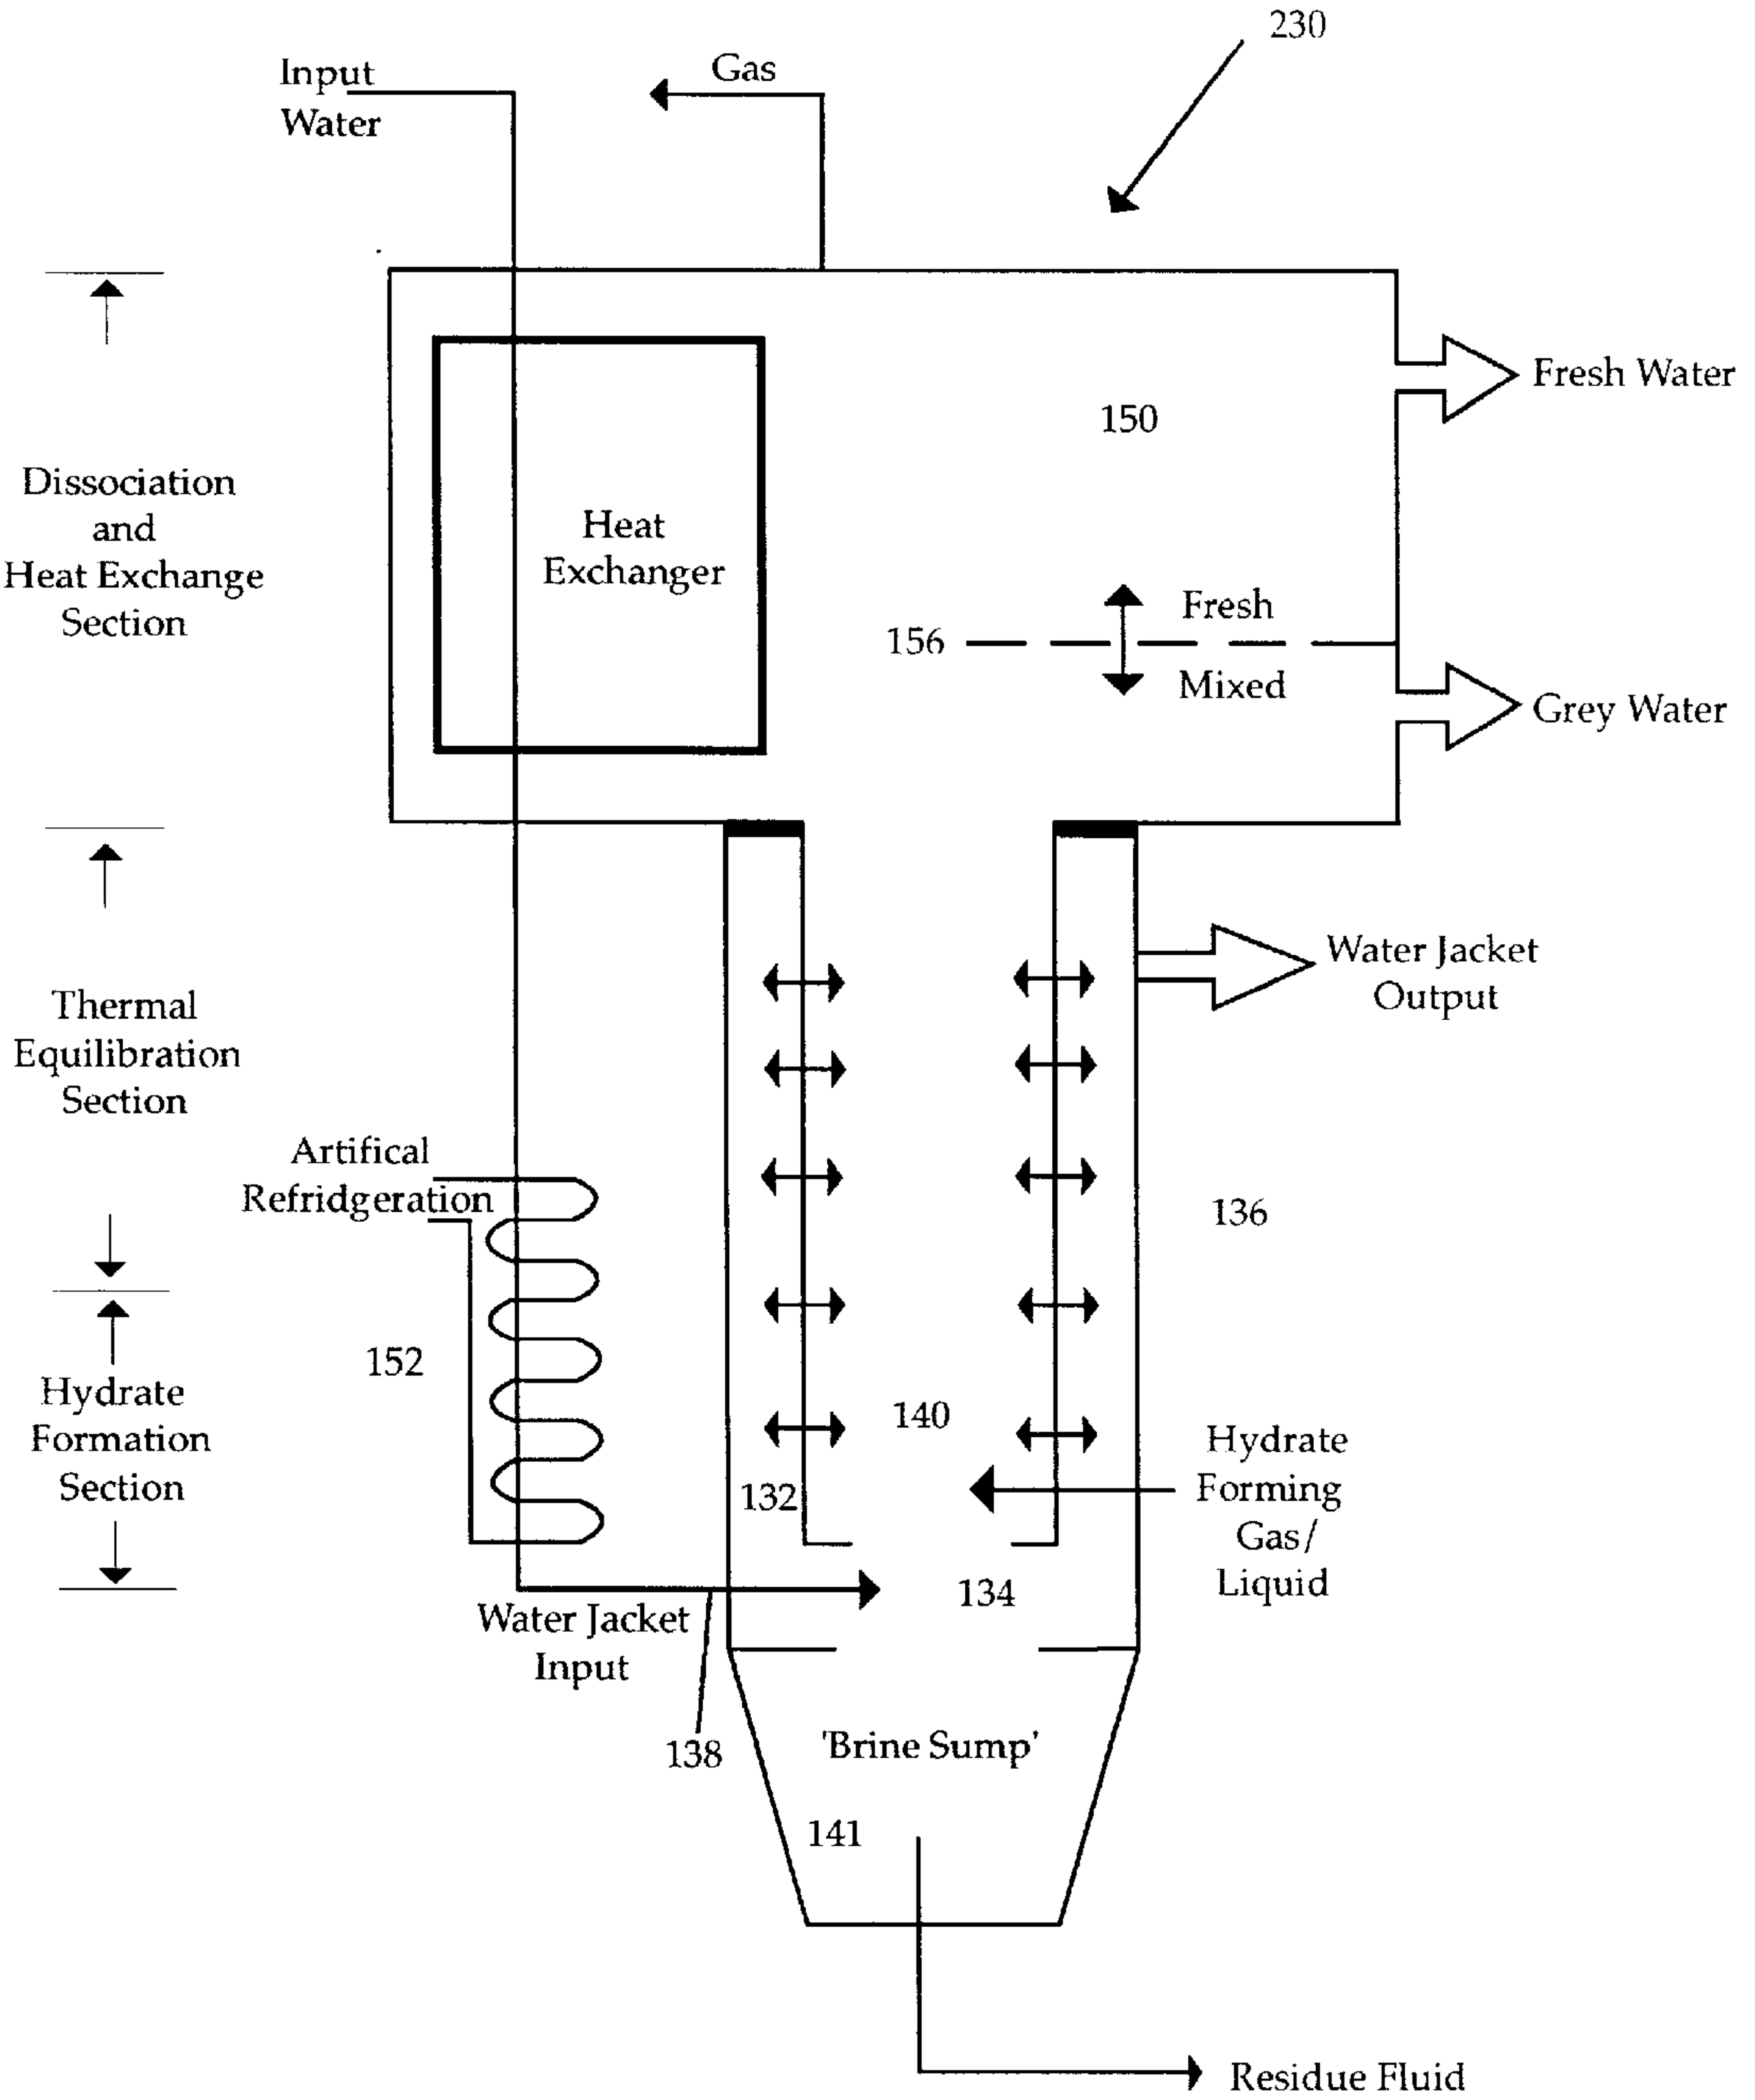 230
Input
Water
Gas
Fresh Water
150
Dissociation
and
Heat Exchange
Section
Heat
Exchanger
156
Fresh
Mixed
Grey Water
Water Jacket
Output
Thermal
Equilibration
Section
Artifical
Refridgeration
136
152
Hydrate
Formation
Section
140
132
Hydrate
Forming
Gas/
Liquid
134
Water Jacket
Input
138
'Brine Sump'
141
Residue Fluid